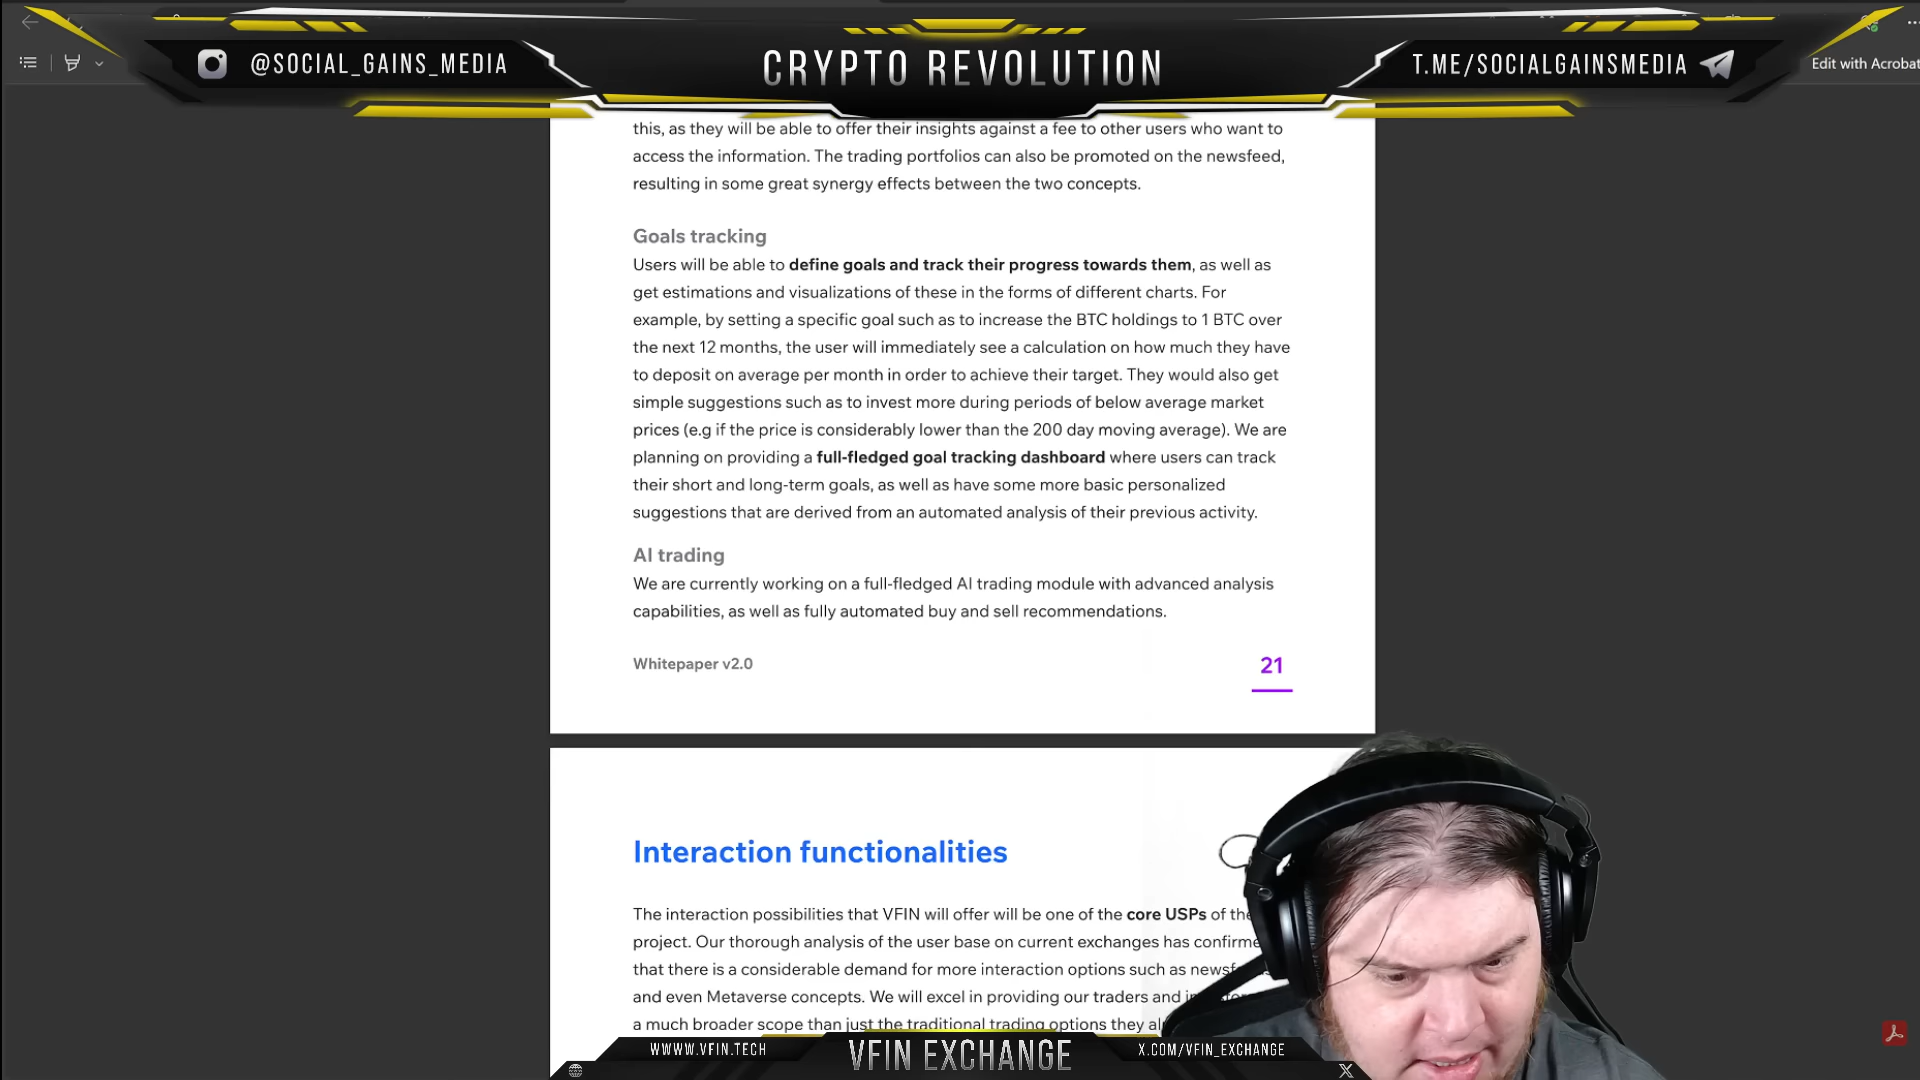 @SOCIAL_GAINS_MEDIA
CRYPTO REVOLUTION
T.ME/SOCIALGAINSMEDIA
Edit with Acrobat
this, as they will be able to offer their insights against a fee to other users who want to
access the information. The trading portfolios can also be promoted on the newsfeed,
resulting in some great synergy effects between the two concepts.
Goals tracking
Users will be able to define goals and track their progress towards them, as well as
get estimations and visualizations of these in the forms of different charts. For
example, by setting a specific goal such as to increase the BTC holdings to 1 BTC over
the next 12 months, the user will immediately see a calculation on how much they have
to deposit on average per month in order to achieve their target. They would also get
simple suggestions such as to invest more during periods of below average market
prices (e.g if the price is considerably lower than the 200 day moving average). We are
planning on providing a full-fledged goal tracking dashboard where users can track
their short and long-term goals, as well as have some more basic personalized
suggestions that are derived from an automated analysis of their previous activity.
AI trading
We are currently working on a full-fledged AI trading module with advanced analysis
capabilities, as well as fully automated buy and sell recommendations.
Whitepaper v2.0
21
Interaction functionalities
The interaction possibilities that VFIN will offer will be one of the core USPs of the
project. Our thorough analysis of the user base on current exchanges has confirme
that there is a considerable demand for more interaction options such as
and even Metaverse concepts. We will excel in providing our traders and
a much broader scope than just the traditional trading options they
WWWW.VFIN.TECH
VFIN EXCHANGE
X.COM/VFIN_EXCHANGE